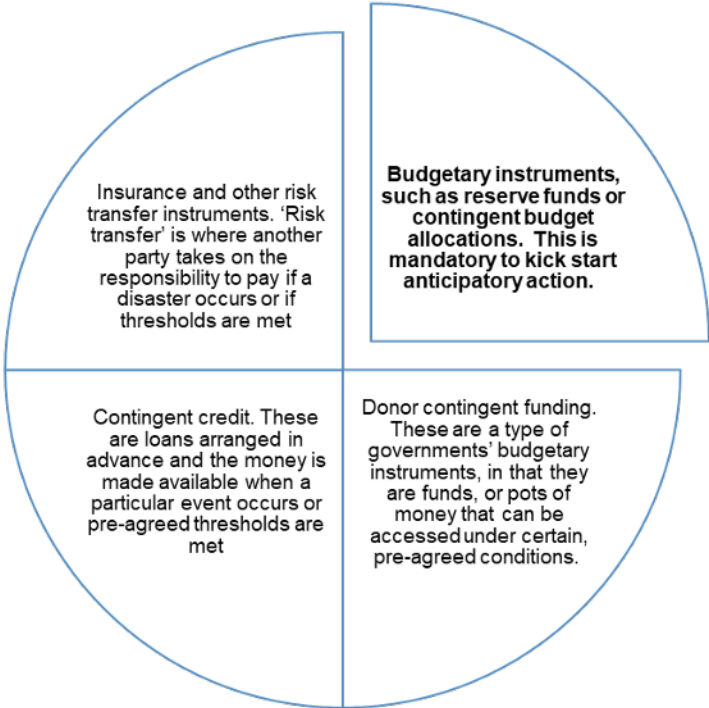 Insurance and other risk
transfer instruments. ‘Risk
transfer’ is where another
party takes on the
responsibility to pay if a
disaster occurs or if
thresholds are met
Budgetary instruments,
such as reserve funds or
contingent budget
allocations.  This is
mandatory to kick start
anticipatory action.
Contingent credit. These
are loans arranged in
advance and the money is
made available when a
particular event occurs or
pre-agreed thresholds are
met
Donor contingent funding.
These are a type of
governments’ budgetary
instruments, in that they
are funds, or pots of
money that can be
accessed under certain,
pre-agreed conditions.